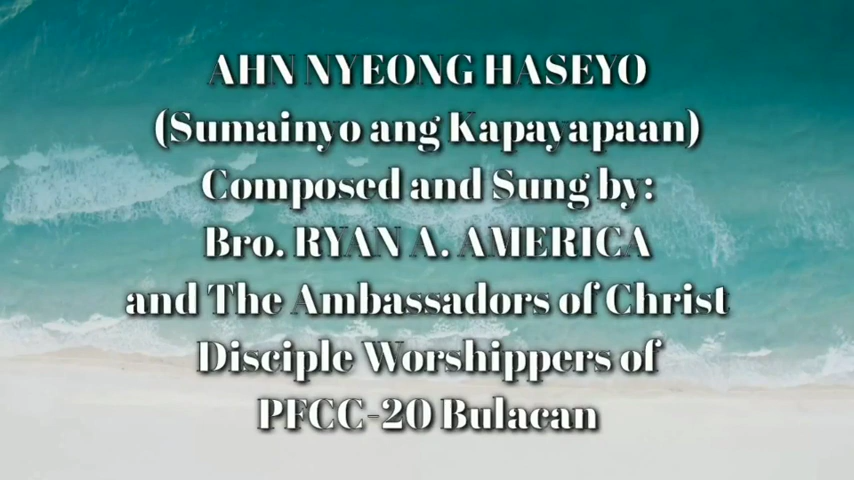 AHN NYEONG HASEYO
(Sumainyo ang Kapayapaan)
Composed and Sung by:
Bro. RYAN A. AMERICA
and The Ambassadors of Christ
Disciple Worshippers of
PFCC-20 Bulacan